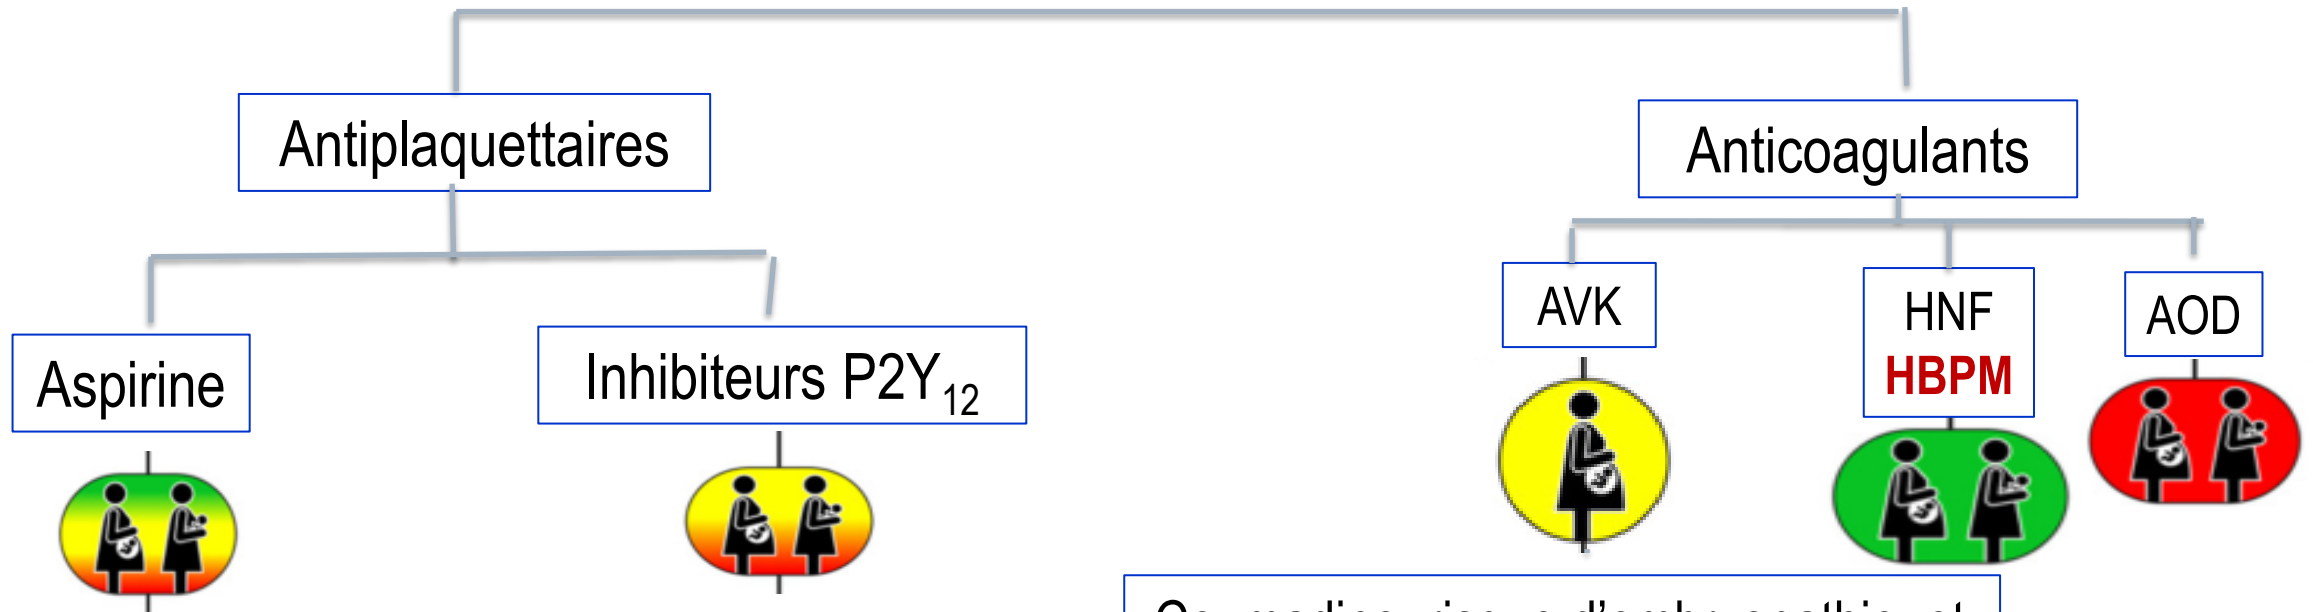 Antiplaquettaires
Anticoagulants
Aspirine
Inhibiteurs P2Y₁₂
AVK
HNF
HBPM
AOD